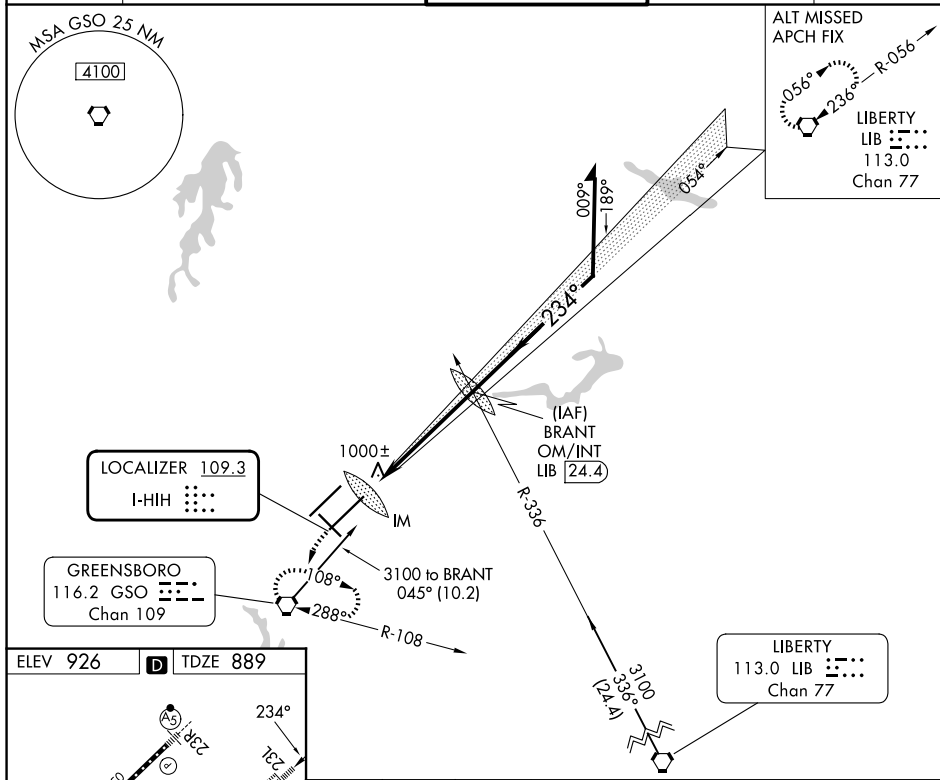 MSA GSO 25 NM
4100
ALT MISSED
APCH FIX
056°
236°
R-056
LIBERTY
LIB
113.0
Chan 77
009°
189°
054°
234°
(IAF)
BRANT
OM/INT
LIB 24.4
1000±
LOCALIZER 109.3
I-HIH
IM
R-336
GREENSBORO
116.2 GSO
Chan 109
108°
288°
R-108
3100 to BRANT
045° (10.2)
3100
336°
(24.4)
LIBERTY
113.0 LIB
Chan 77
ELEV 926
D
TDZE 889
A5
23R
P
234°
23L